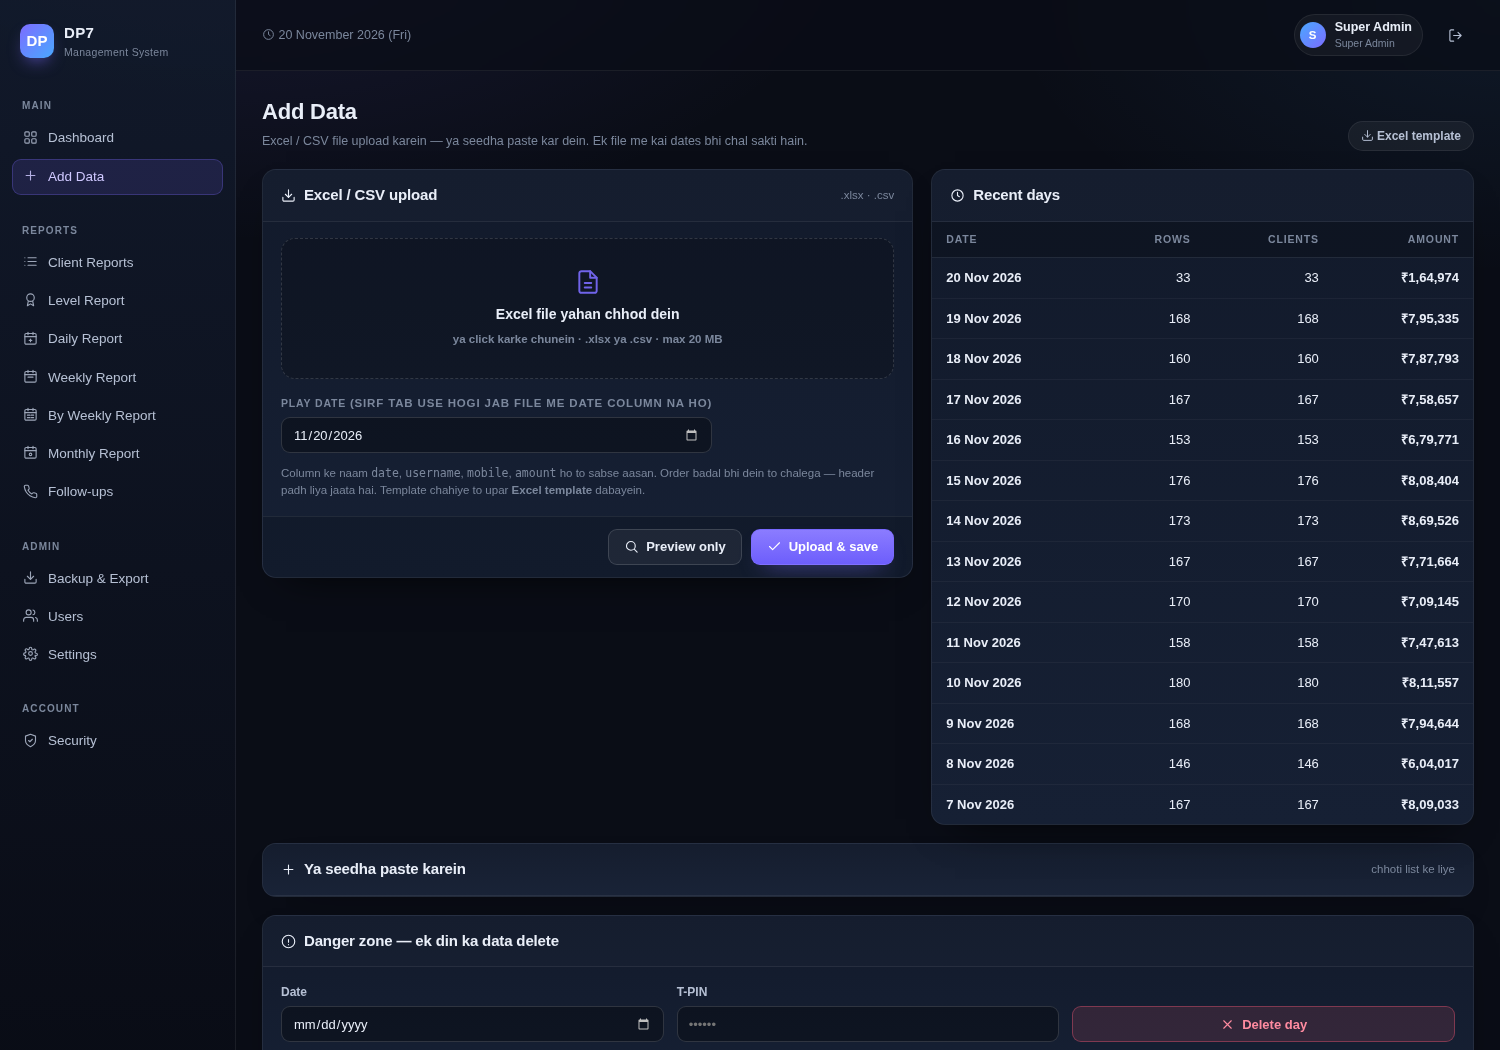 DP
DP7
Management System
MAIN
Dashboard
Add Data
REPORTS
Client Reports
Level Report
Daily Report
Weekly Report
By Weekly Report
Monthly Report
Follow-ups
ADMIN
Backup & Export
Users
Settings
ACCOUNT
Security
20 November 2026 (Fri)
S
Super Admin
Super Admin
Add Data
Excel / CSV file upload karein — ya seedha paste kar dein. Ek file me kai dates bhi chal sakti hain.
Excel template
Excel / CSV upload
.xlsx · .csv
Excel file yahan chhod dein
ya click karke chunein · .xlsx ya .csv · max 20 MB
PLAY DATE (SIRF TAB USE HOGI JAB FILE ME DATE COLUMN NA HO)
11/20/2026
Column ke naam date, username, mobile, amount ho to sabse aasan. Order badal bhi dein to chalega — header
padh liya jaata hai. Template chahiye to upar Excel template dabayein.
Preview only
Upload & save
Recent days
DATE ROWS CLIENTS AMOUNT
20 Nov 2026 33 33 ₹1,64,974
19 Nov 2026 168 168 ₹7,95,335
18 Nov 2026 160 160 ₹7,87,793
17 Nov 2026 167 167 ₹7,58,657
16 Nov 2026 153 153 ₹6,79,771
15 Nov 2026 176 176 ₹8,08,404
14 Nov 2026 173 173 ₹8,69,526
13 Nov 2026 167 167 ₹7,71,664
12 Nov 2026 170 170 ₹7,09,145
11 Nov 2026 158 158 ₹7,47,613
10 Nov 2026 180 180 ₹8,11,557
9 Nov 2026 168 168 ₹7,94,644
8 Nov 2026 146 146 ₹6,04,017
7 Nov 2026 167 167 ₹8,09,033
Ya seedha paste karein
chhoti list ke liye
Danger zone — ek din ka data delete
Date
mm/dd/yyyy
T-PIN
••••••
Delete day